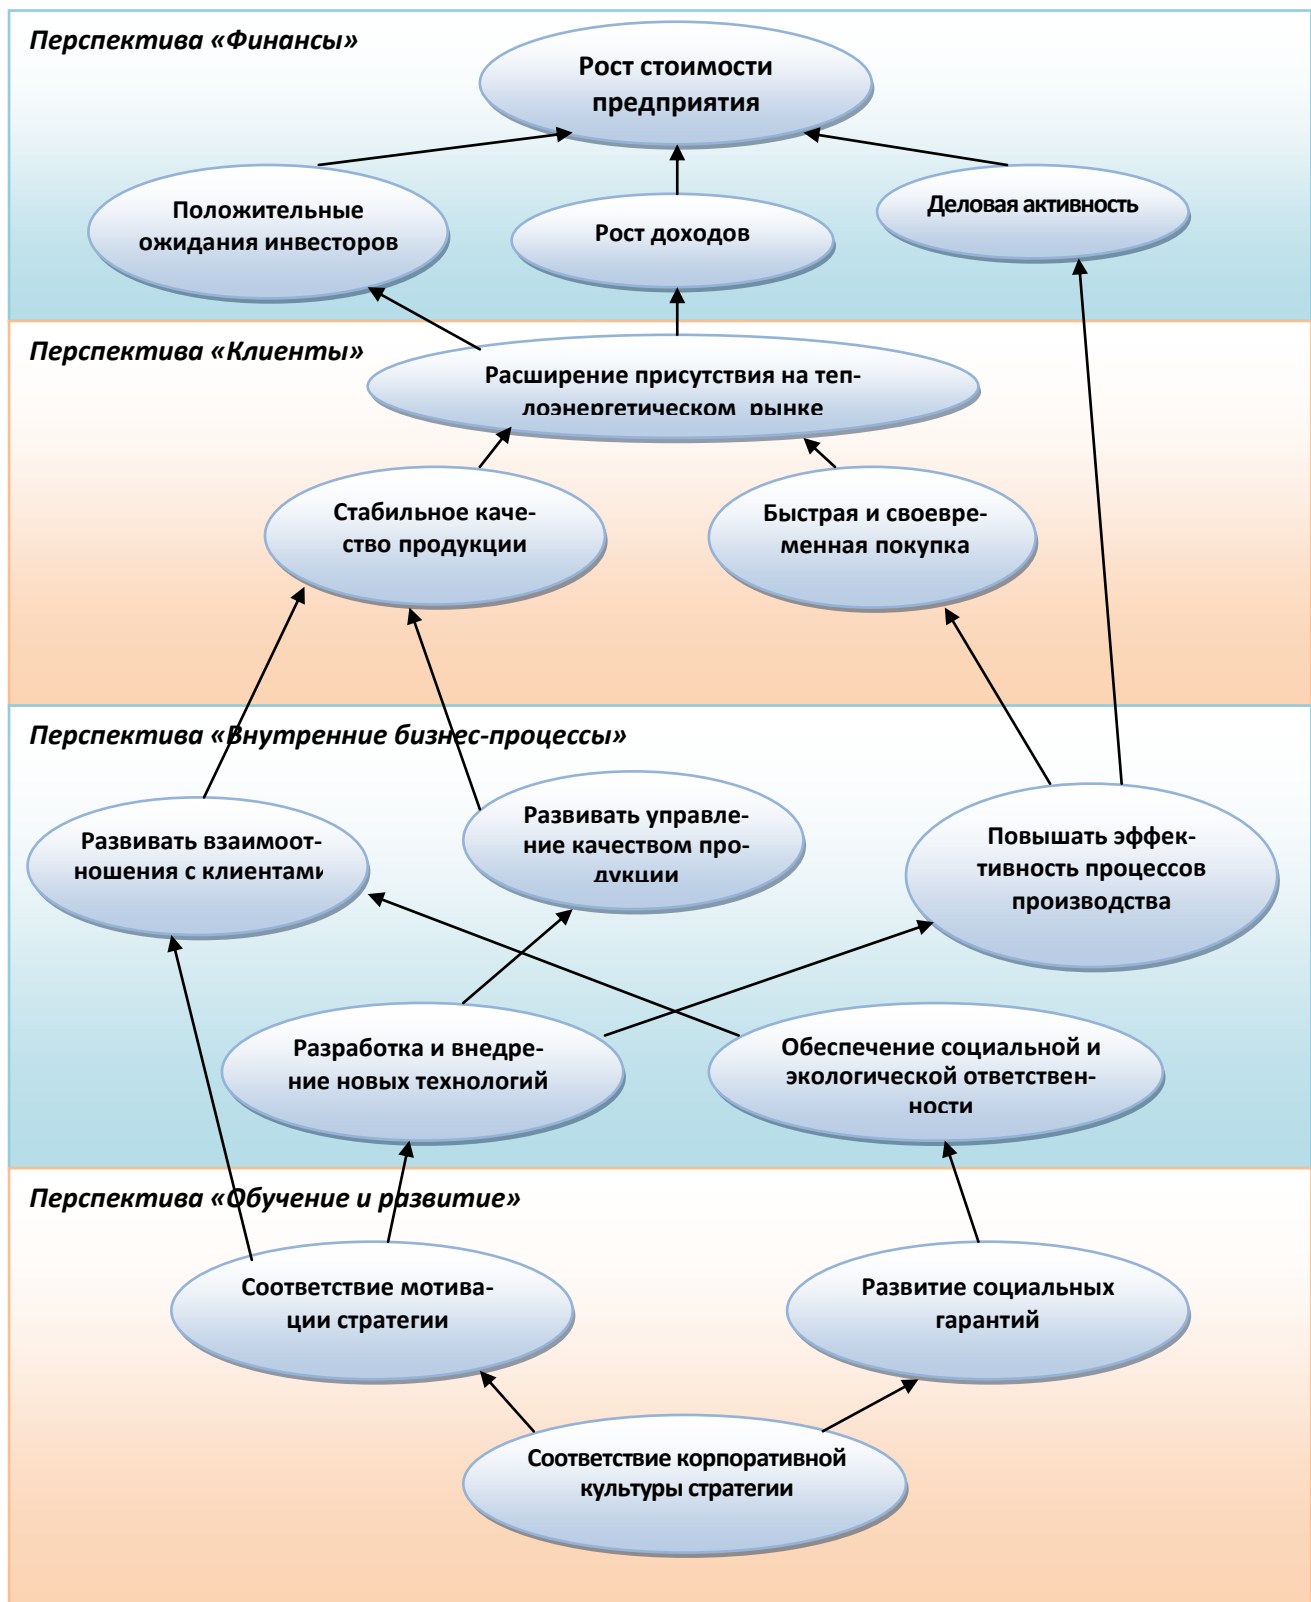 Перспектива «Финансы»
Рост стоимости
предприятия
Положительные
ожидания инвесторов
Рост доходов
Деловая активность
Перспектива «Клиенты»
Расширение присутствия на теп-
лоэнергетическом рынке
Стабильное каче-
ство продукции
Быстрая и своевре-
менная покупка
Перспектива «Внутренние бизнес-процессы»
Развивать взаимоот-
ношения с клиентами
Развивать управле-
ние качеством про-
дукции
Повышать эффек-
тивность процессов
производства
Разработка и внедре-
ние новых технологий
Обеспечение социальной и
экологической ответствен-
ности
Перспектива «Обучение и развитие»
Соответствие мотива-
ции стратегии
Развитие социальных
гарантий
Соответствие корпоративной
культуры стратегии